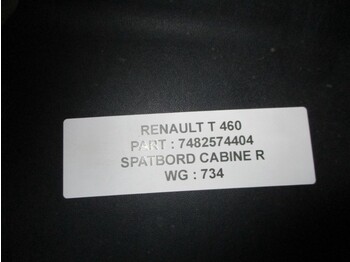 RENAULT T 460
PART : 7482574404
SPATBORD CABINE R
WG : 734